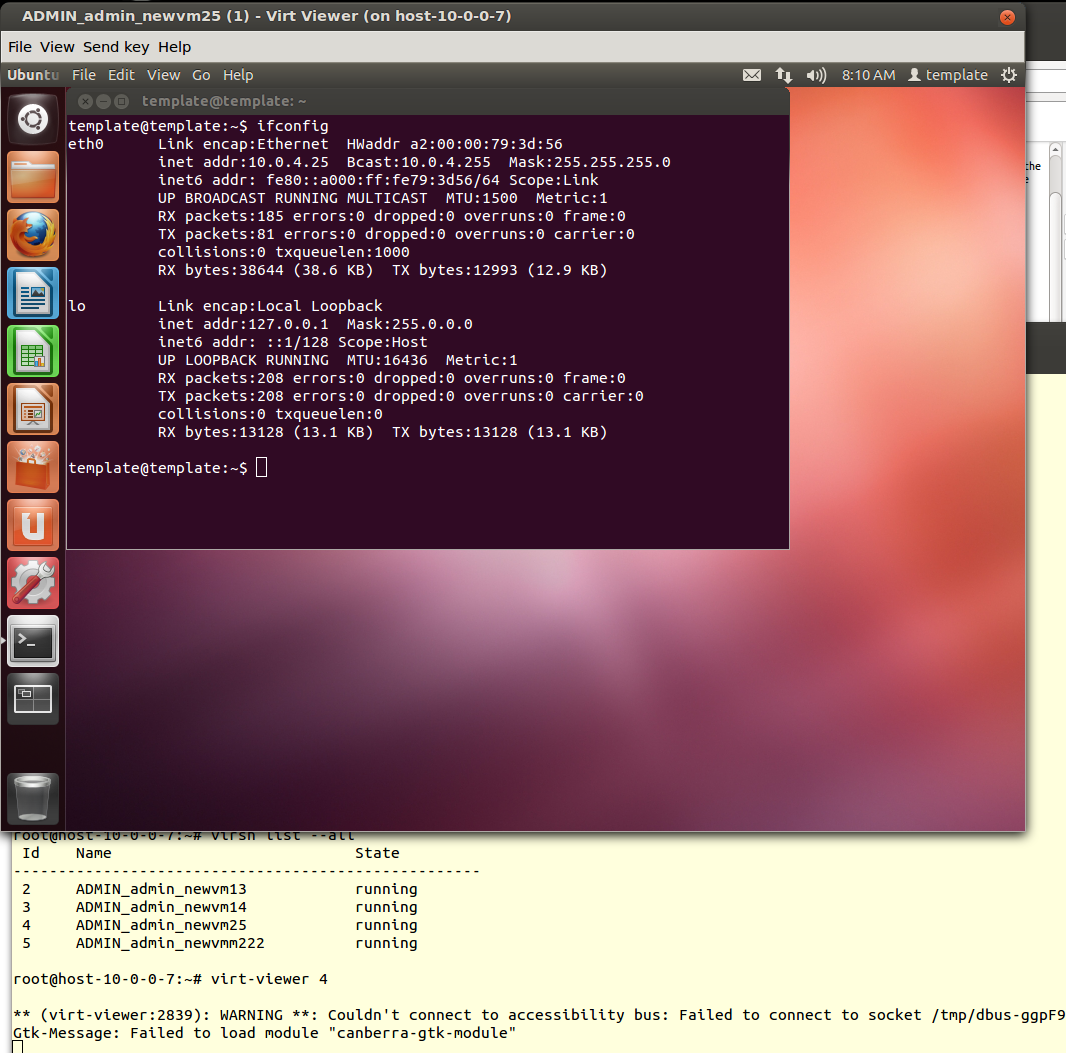 ADMIN_admin_newvm25 (1) - Virt Viewer (on host-10-0-0-7)
File View Send key Help
Ubuntu File Edit View Go Help 8:10 AM template
template@template: ~
template@template:~$ ifconfig
eth0      Link encap:Ethernet  HWaddr a2:00:00:79:3d:56
          inet addr:10.0.4.25  Bcast:10.0.4.255  Mask:255.255.255.0
          inet6 addr: fe80::a000:ff:fe79:3d56/64 Scope:Link
          UP BROADCAST RUNNING MULTICAST  MTU:1500  Metric:1
          RX packets:185 errors:0 dropped:0 overruns:0 frame:0
          TX packets:81 errors:0 dropped:0 overruns:0 carrier:0
          collisions:0 txqueuelen:1000
          RX bytes:38644 (38.6 KB)  TX bytes:12993 (12.9 KB)
lo        Link encap:Local Loopback
          inet addr:127.0.0.1  Mask:255.0.0.0
          inet6 addr: ::1/128 Scope:Host
          UP LOOPBACK RUNNING  MTU:16436  Metric:1
          RX packets:208 errors:0 dropped:0 overruns:0 frame:0
          TX packets:208 errors:0 dropped:0 overruns:0 carrier:0
          collisions:0 txqueuelen:0
          RX bytes:13128 (13.1 KB)  TX bytes:13128 (13.1 KB)
template@template:~$
the
root@host-10-0-0-7:~# virsh list --all
 Id    Name                           State
----------------------------------------------------
 2     ADMIN_admin_newvm13            running
 3     ADMIN_admin_newvm14            running
 4     ADMIN_admin_newvm25            running
 5     ADMIN_admin_newvmm222          running
root@host-10-0-0-7:~# virt-viewer 4
** (virt-viewer:2839): WARNING **: Couldn't connect to accessibility bus: Failed to connect to socket /tmp/dbus-ggpF9
Gtk-Message: Failed to load module "canberra-gtk-module"